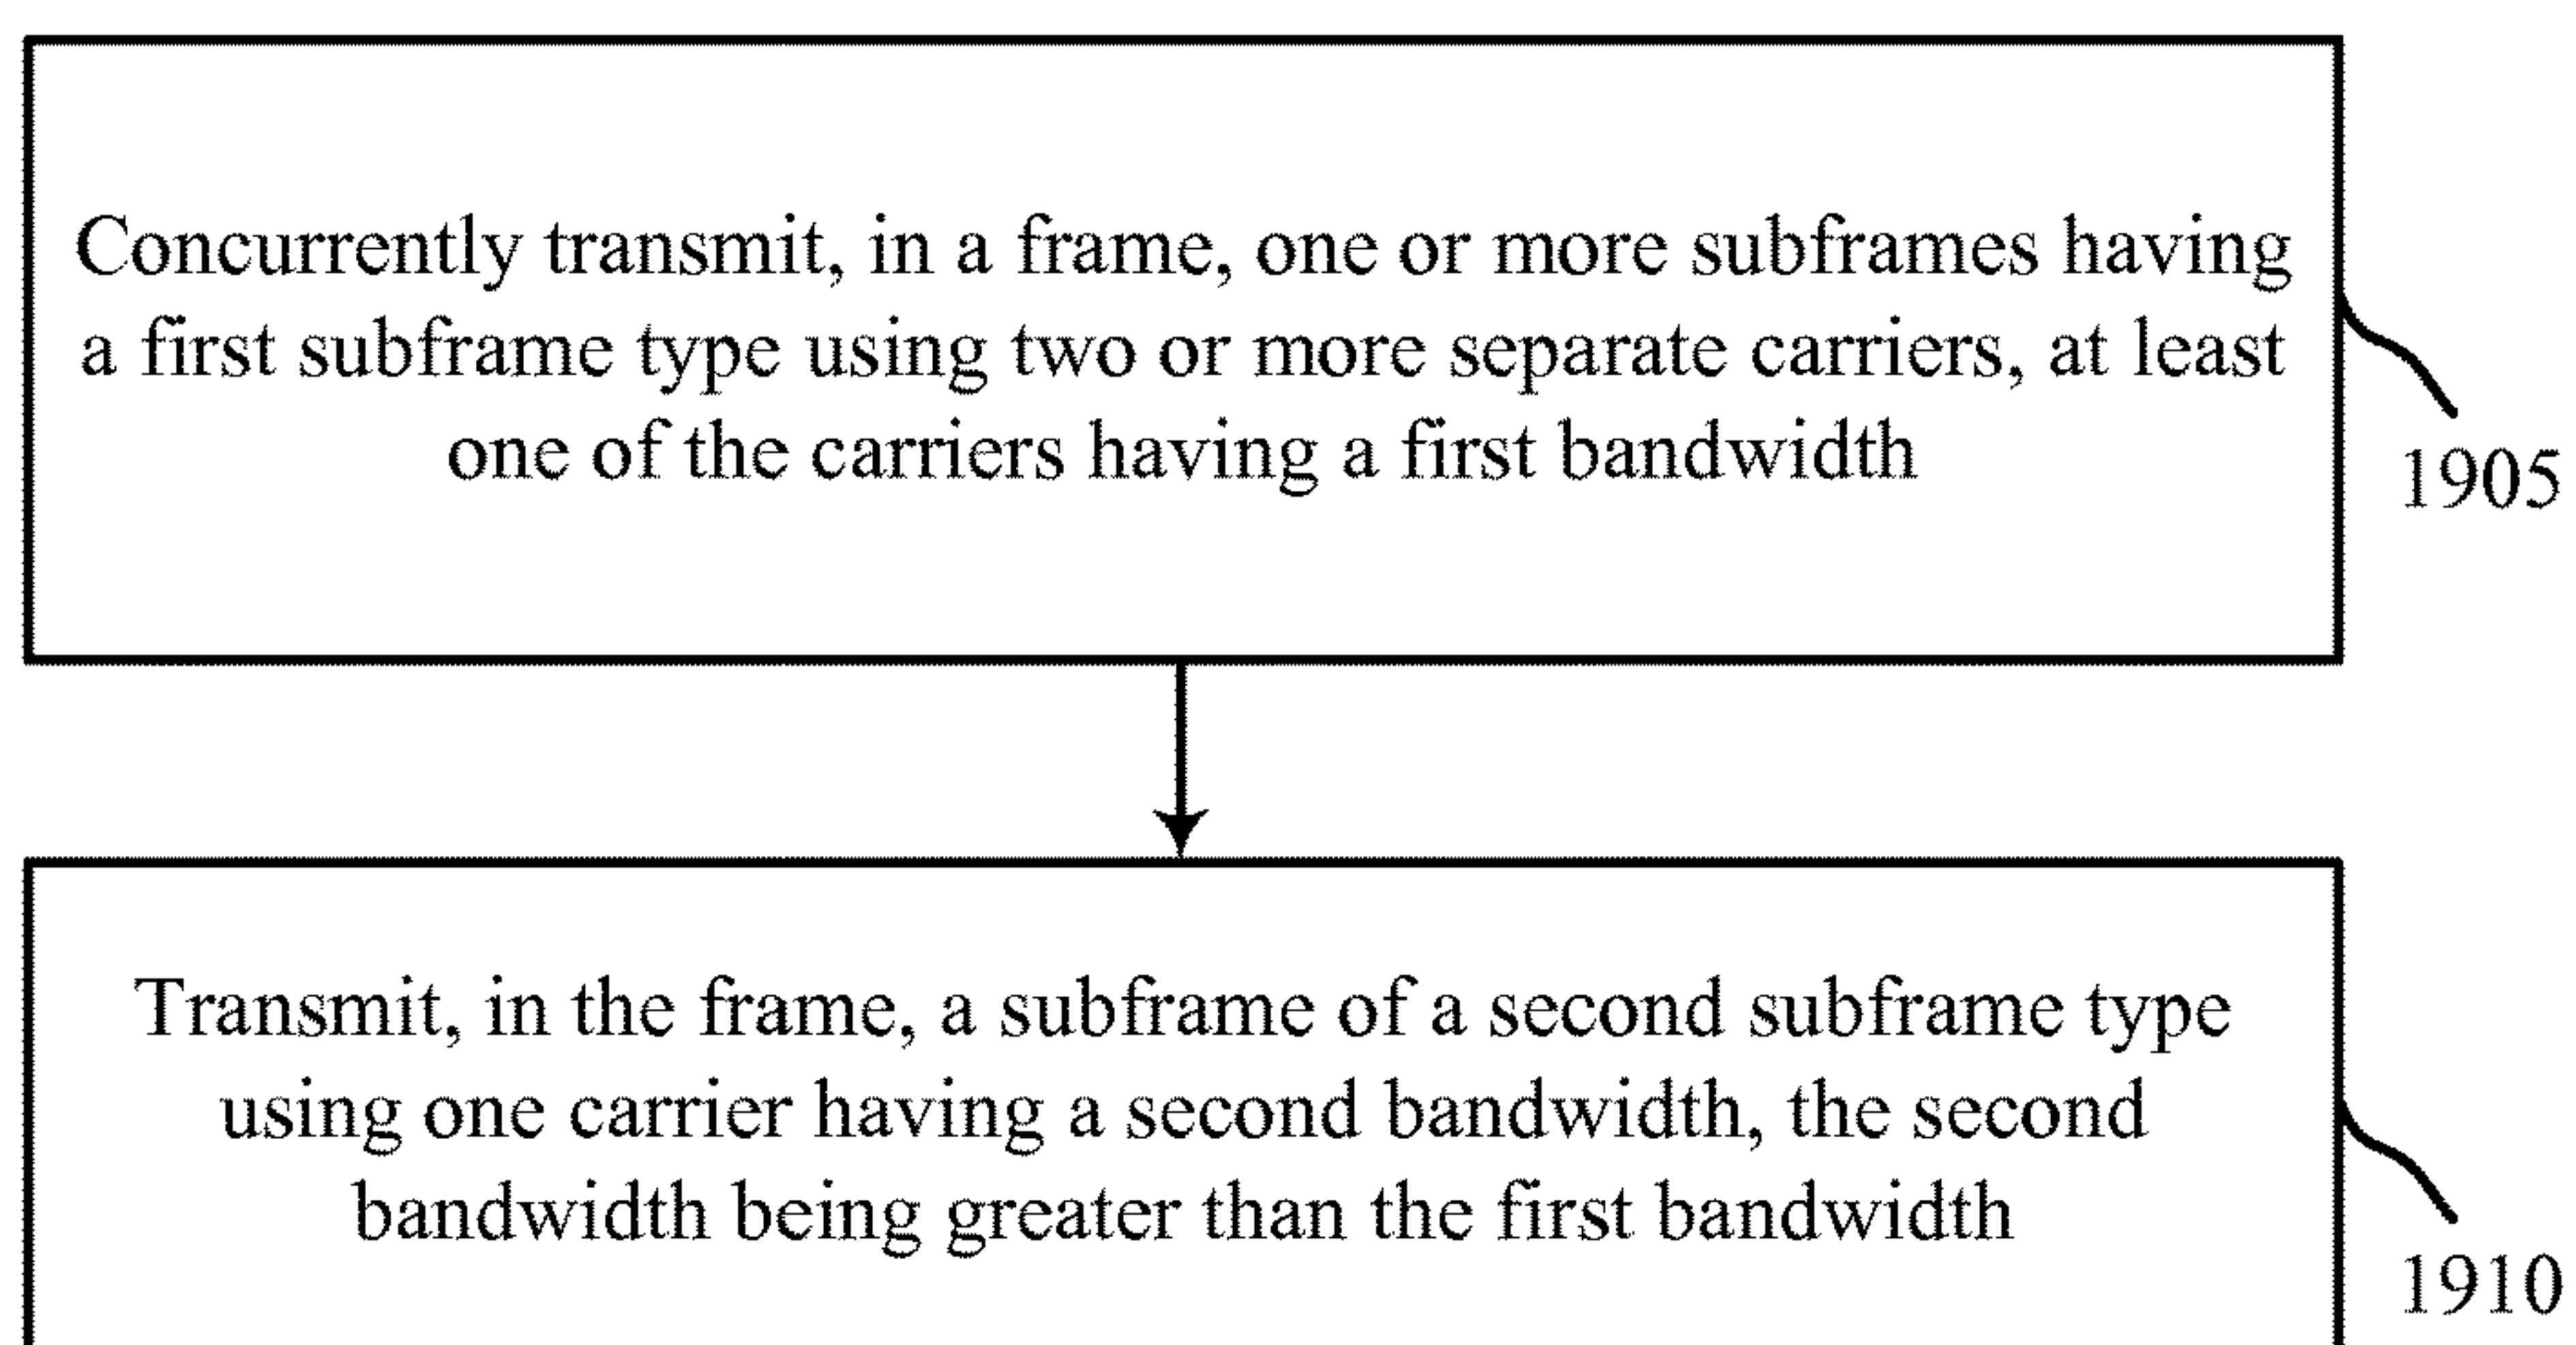 Concurrently transmit, in a frame, one or more subframes having
a first subframe type using two or more separate carriers, at least
one of the carriers having a first bandwidth
1905
Transmit, in the frame, a subframe of a second subframe type
using one carrier having a second bandwidth, the second
bandwidth being greater than the first bandwidth
1910